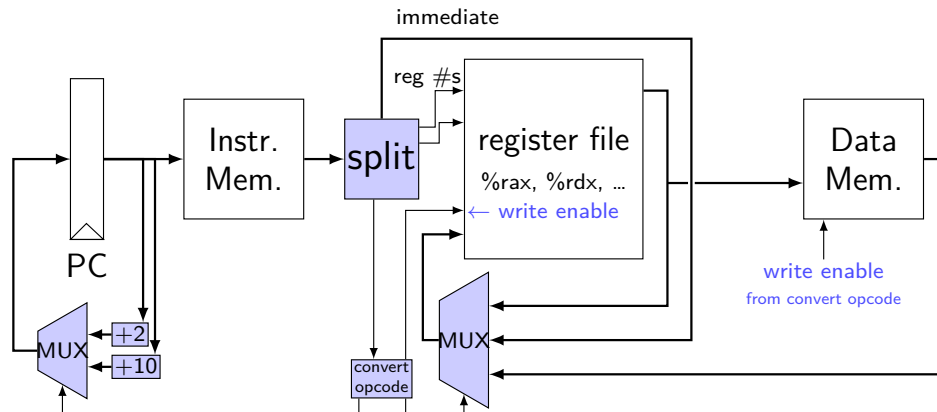 immediate
reg #s
Instr.
Mem.
split
register file
%rax, %rdx, ...
← write enable
Data
Mem.
PC
write enable
from convert opcode
MUX
+2
+10
MUX
convert
opcode